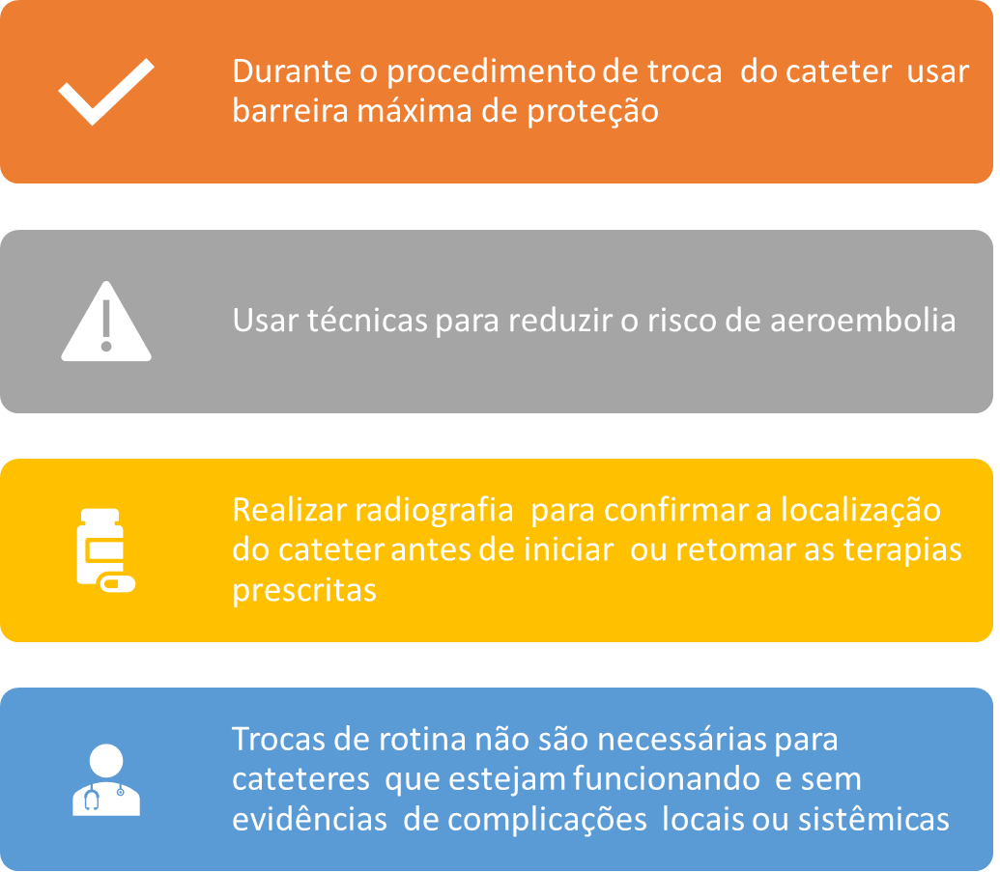 Durante o procedimento de troca do cateter usar
barreira máxima de proteção
Usar técnicas para reduzir o risco de aeroembolia
Realizar radiografia para confirmar a localização
do cateter antes de iniciar ou retomar as terapias
prescritas
Trocas de rotina não são necessárias para
cateteres que estejam funcionando e sem
evidências de complicações locais ou sistêmicas